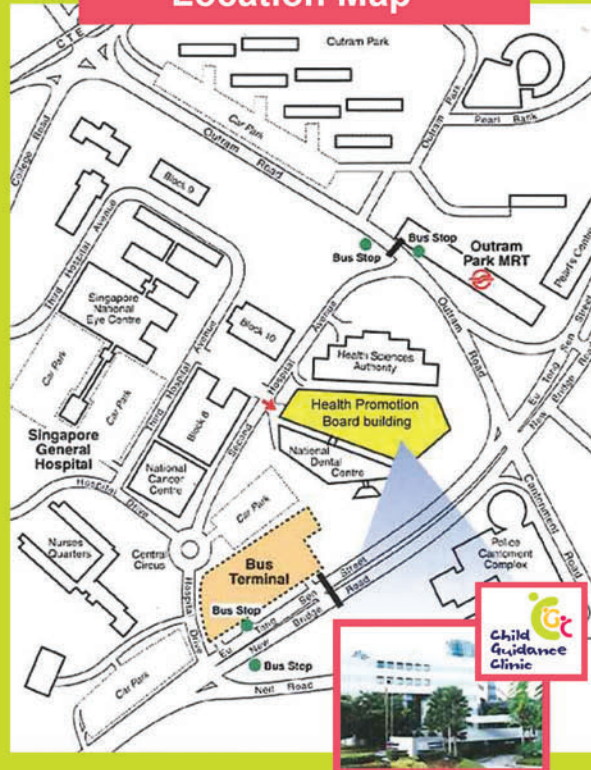 Location Map
CTE
College Road
Outram Park
Car Park
Outram Road
Outram Park
Pearl Bank
Block 9
Third Hospital Avenue
Bus Stop
Bus Stop
Outram
Park MRT
Singapore
National
Eye Centre
Third Hospital Avenue
Block 10
Second Hospital Avenue
Outram Road
Eu Tong Sen Street
New Bridge Road
Health Sciences
Authority
Car Park
Car Park
Block 8
Health Promotion
Board building
Singapore
General
Hospital
National
Cancer
Centre
National
Dental
Centre
Hospital Drive
Car Park
Cantonment Road
Nurses
Quarters
Central
Circus
Bus
Terminal
Police
Cantonment
Complex
Hospital Drive
Bus Stop
Eu Tong Sen Street
New Bridge Road
Bus Stop
Neil Road
Car Park
CGC
Child
Guidance
Clinic